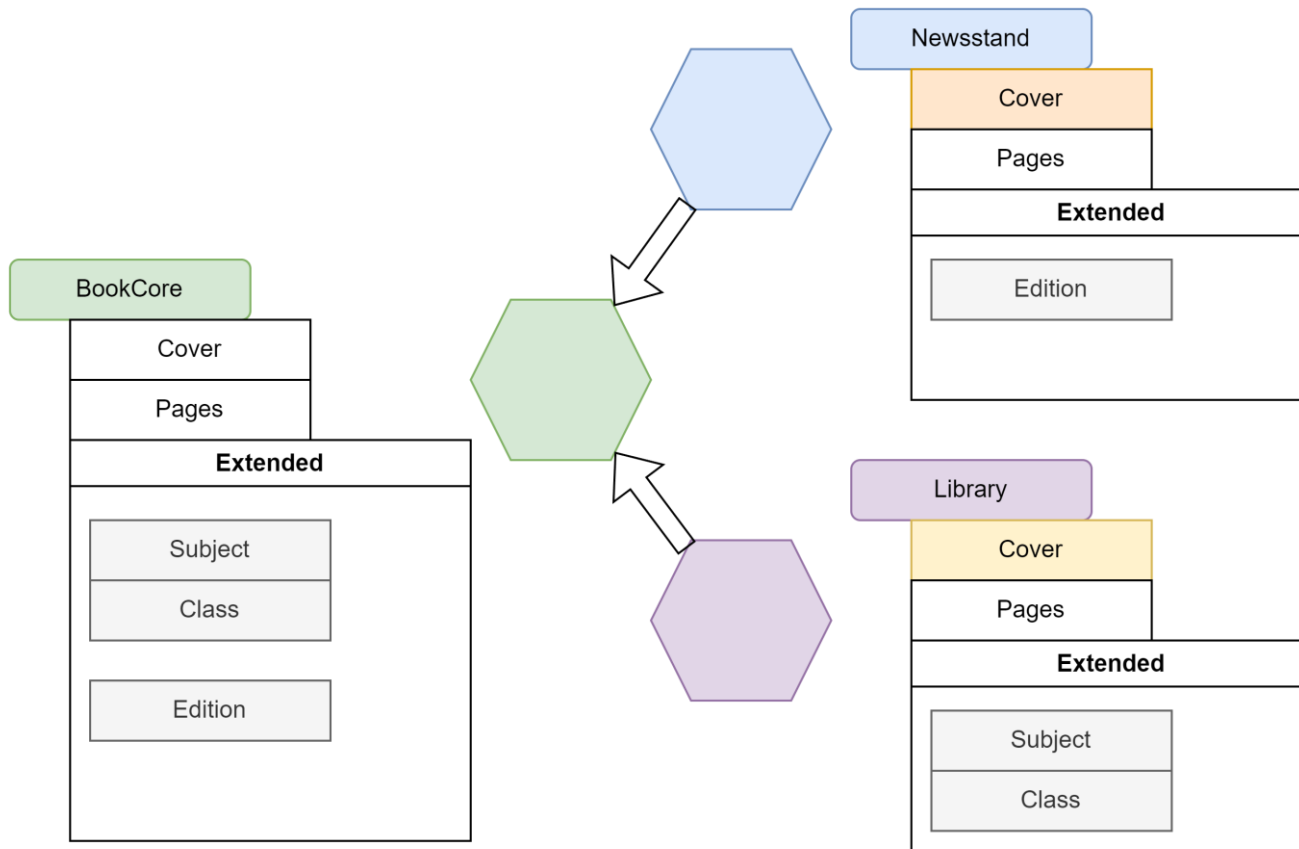 Newsstand
Cover
Pages
Extended
Edition
BookCore
Cover
Pages
Extended
Subject
Class
Edition
Library
Cover
Pages
Extended
Subject
Class